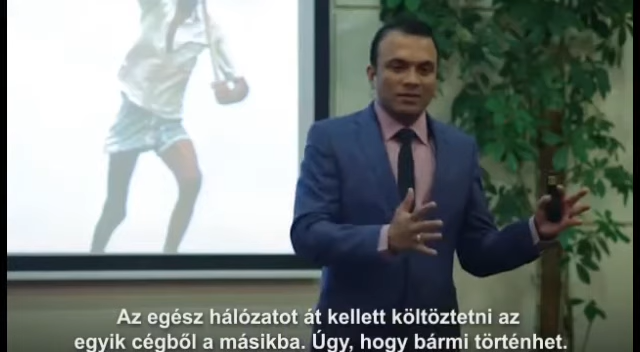 Az egész hálózatot át kellett költöztetni az
egyik cégből a másikba. Úgy, hogy bármi történhet.